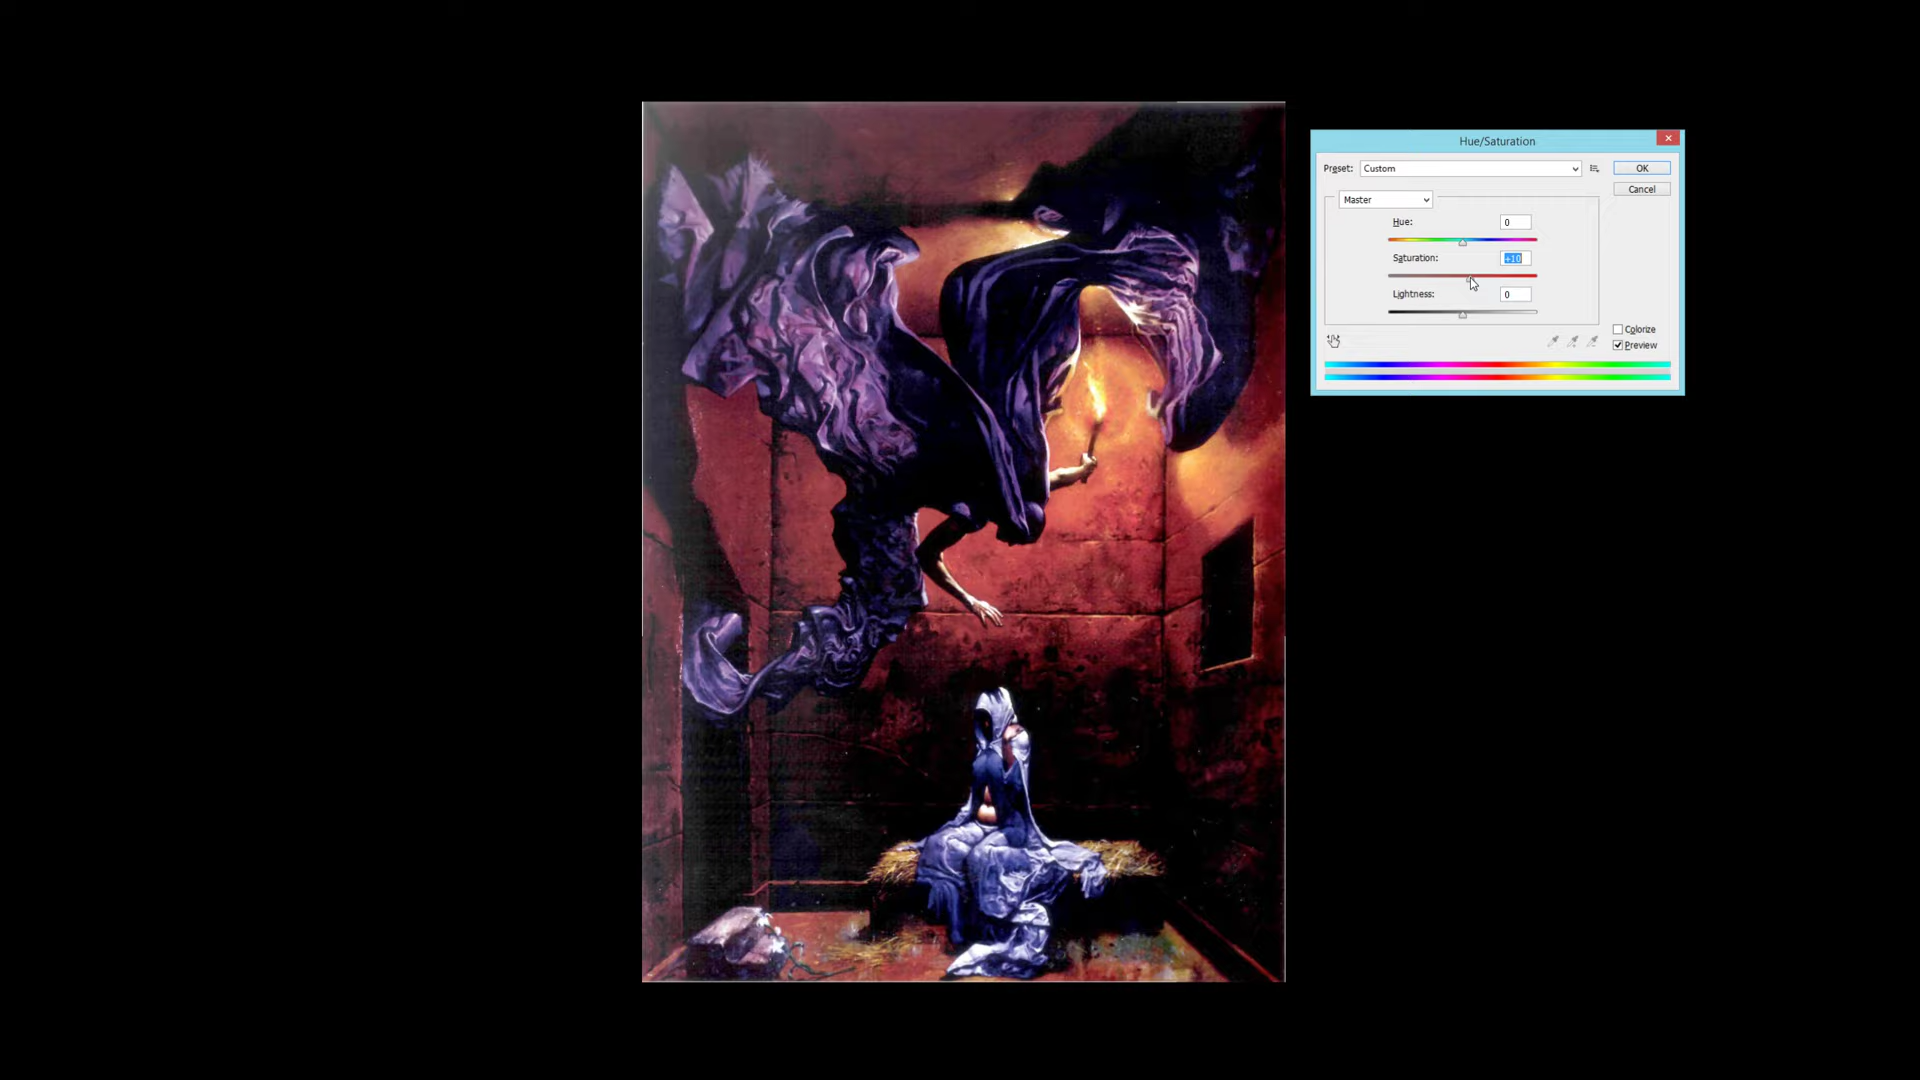 Hue/Saturation
Preset: Custom
OK
Cancel
Master
Hue: 0
Saturation: +10
Lightness: 0
Colorize
Preview